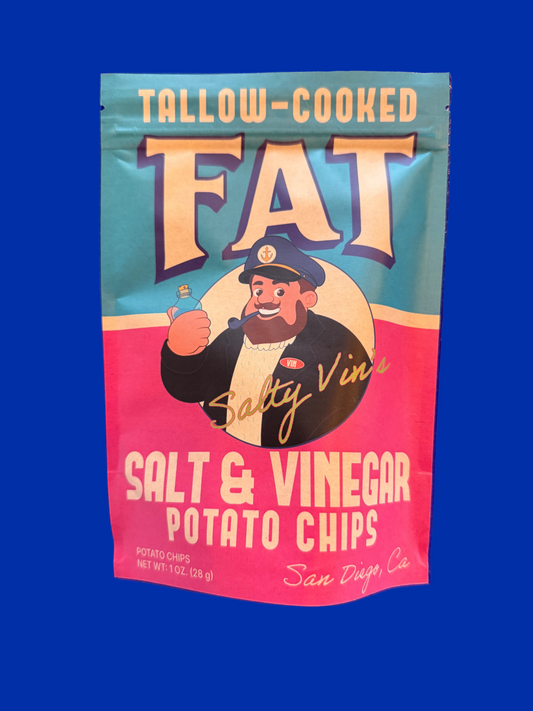 TALLOW-COOKED
FAT
VIN
Salty Vin's
SALT & VINEGAR
POTATO CHIPS
POTATO CHIPS
NET WT: 1 OZ. (28 g)
San Diego, Ca